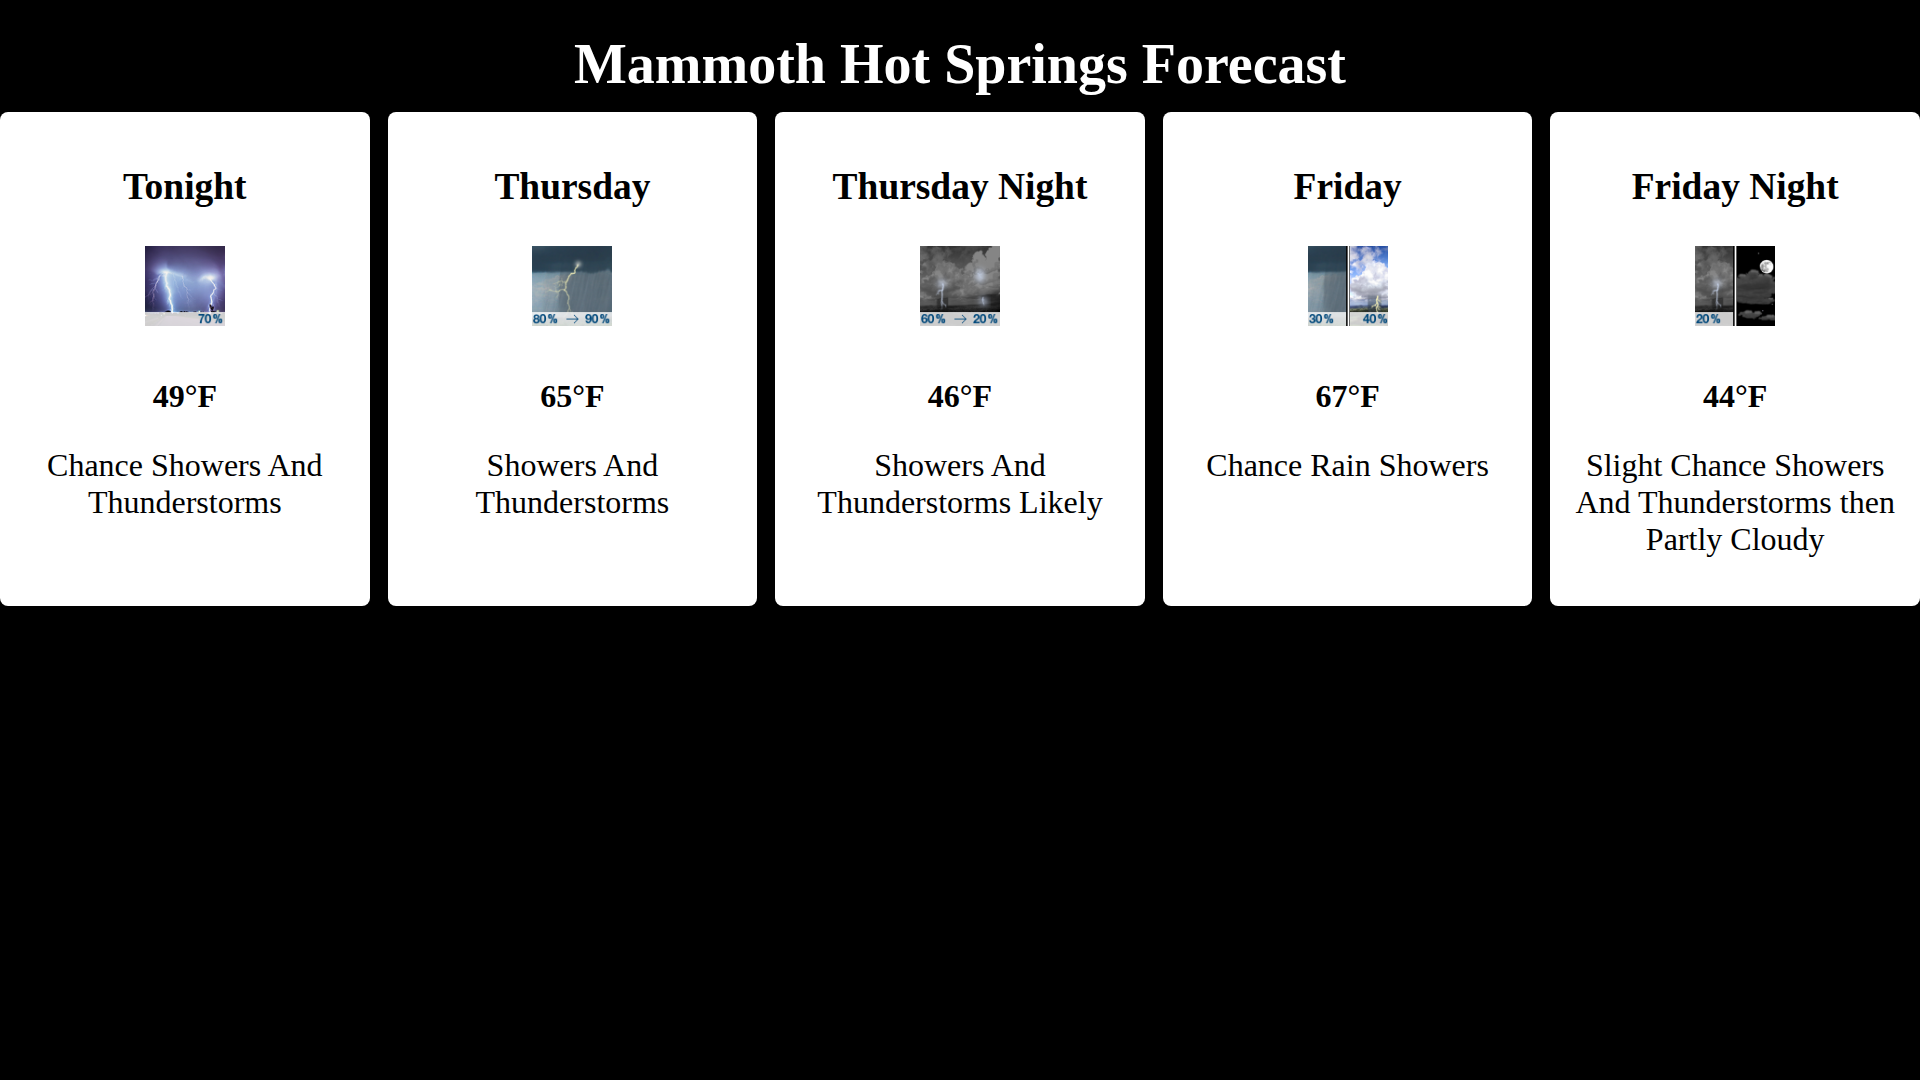 Mammoth Hot Springs Forecast
Tonight
70%
49°F
Chance Showers And
Thunderstorms
Thursday
80% → 90%
65°F
Showers And
Thunderstorms
Thursday Night
60% → 20%
46°F
Showers And
Thunderstorms Likely
Friday
30% 40%
67°F
Chance Rain Showers
Friday Night
20%
44°F
Slight Chance Showers
And Thunderstorms then
Partly Cloudy